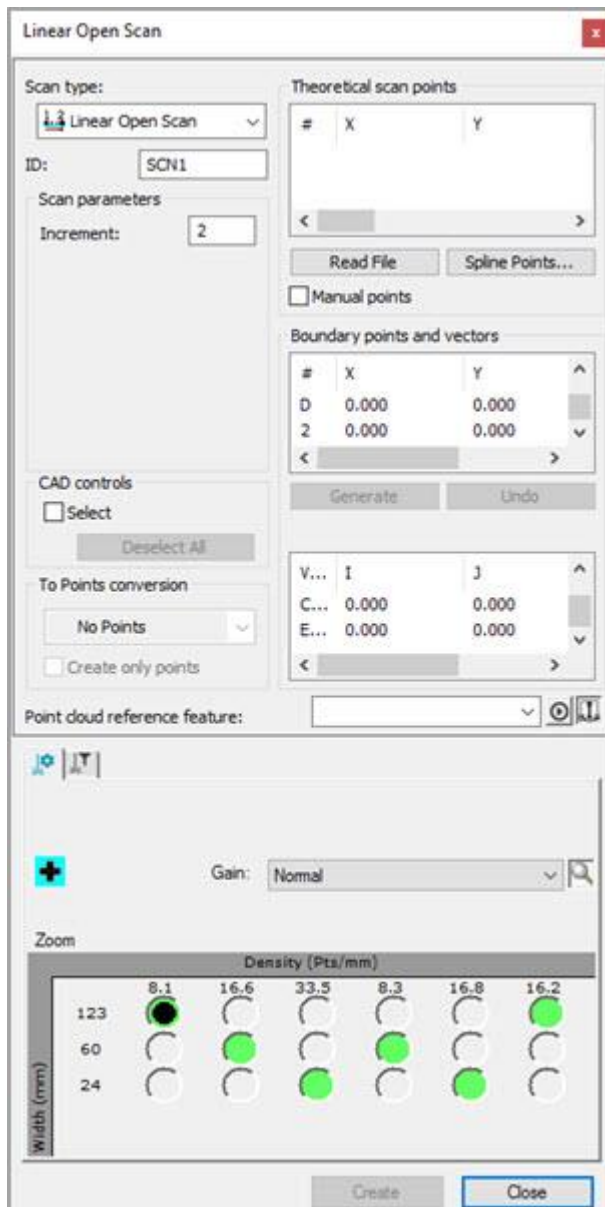 Linear Open Scan
x
Scan type:
Linear Open Scan
ID: SCN1
Scan parameters
Increment: 2
CAD controls
Select
Deselect All
To Points conversion
No Points
Create only points
Theoretical scan points
# X Y
Read File Spline Points...
Manual points
Boundary points and vectors
# X Y
D 0.000 0.000
2 0.000 0.000
Generate Undo
V... I J
C... 0.000 0.000
E... 0.000 0.000
Point cloud reference feature:
Gain: Normal
Zoom
Density (Pts/mm)
8.1 16.6 33.5 8.3 16.8 16.2
123
60
24
Width (mm)
Create Close